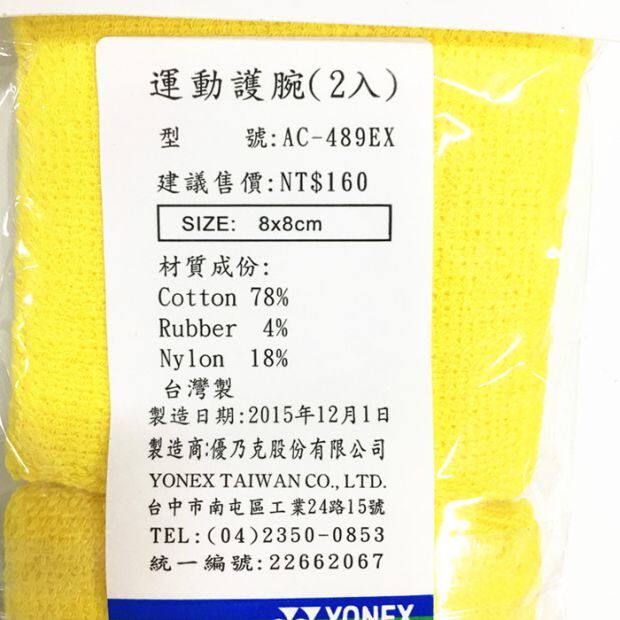 運動護腕(2入)
型　號:AC-489EX
建議售價:NT$160
SIZE: 8x8cm
材質成份:
Cotton 78%
Rubber 4%
Nylon 18%
台灣製
製造日期:2015年12月1日
製造商:優乃克股份有限公司
YONEX TAIWAN CO., LTD.
台中市南屯區工業24路15號
TEL:(04)2350-0853
統一編號:22662067
YONEX